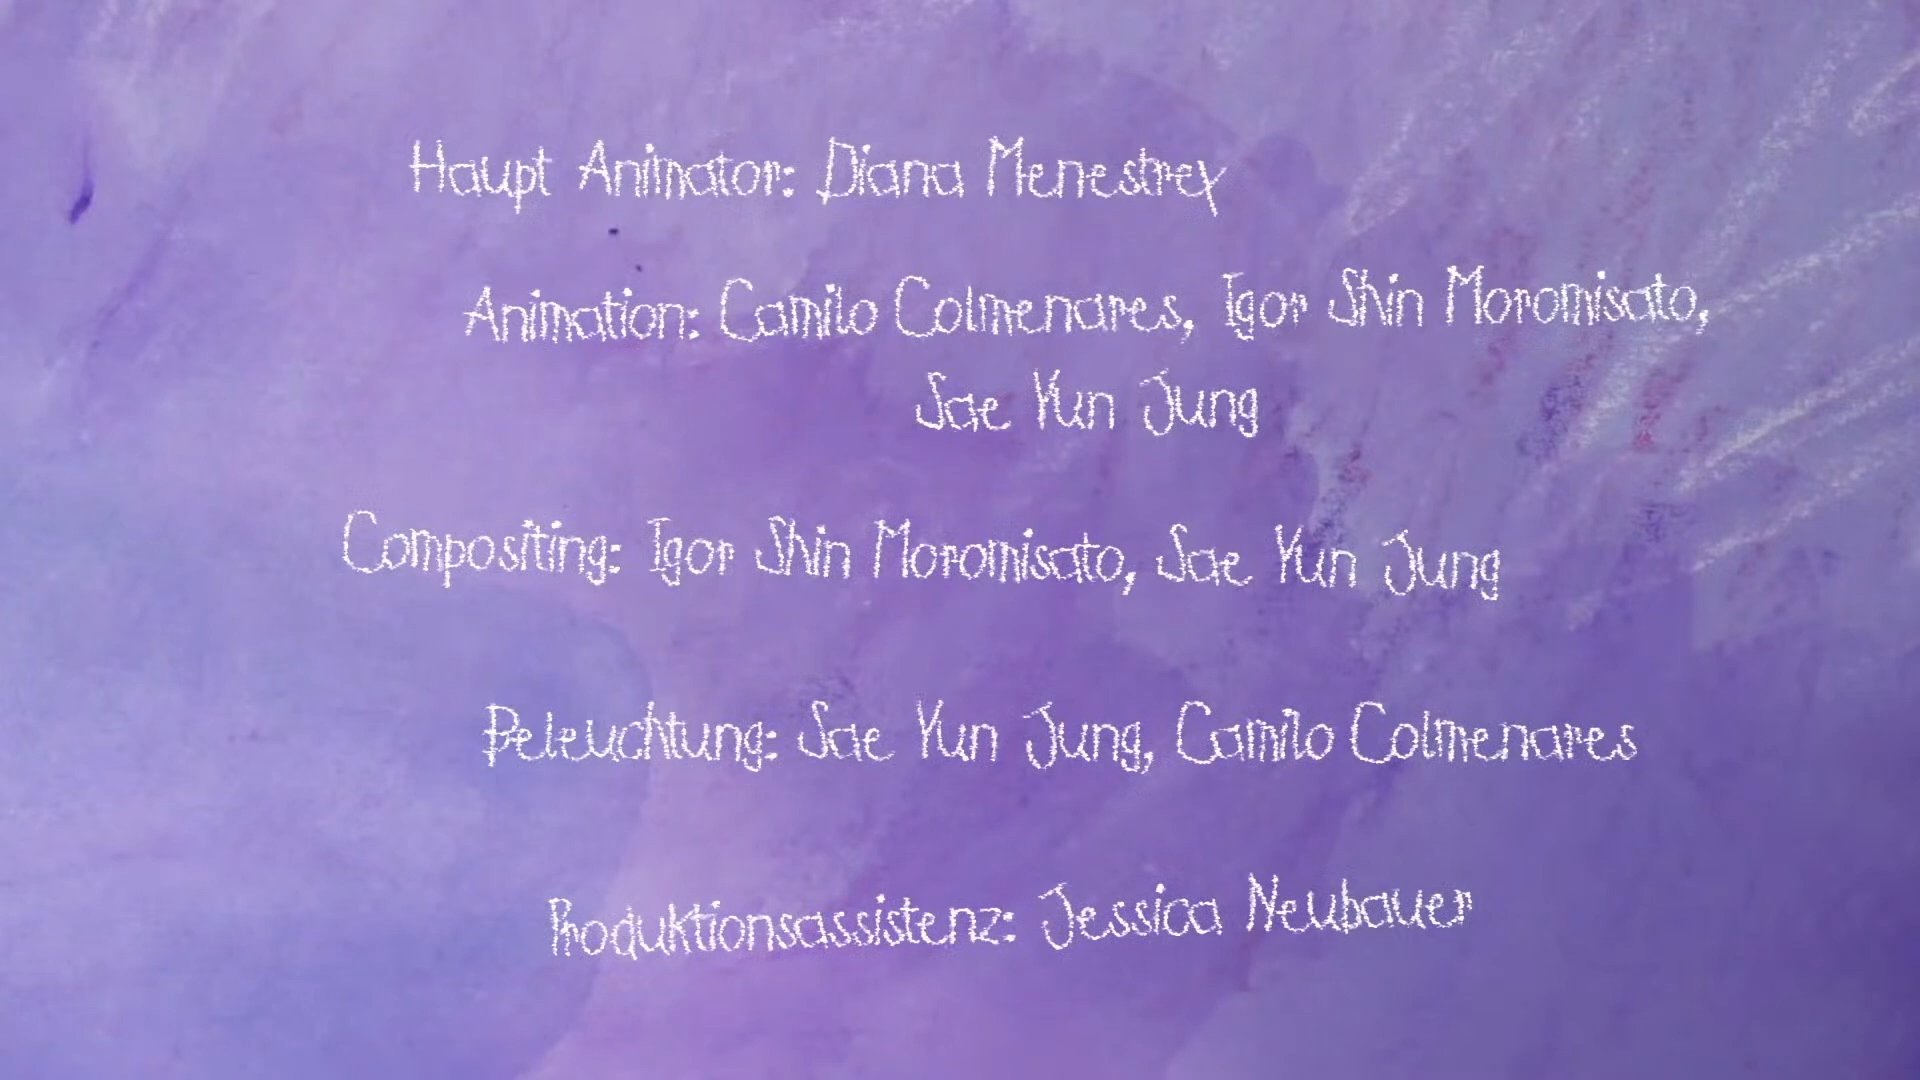 Haupt Animator: Diana Menestrey
Animation: Camilo Colmenares, Igor Shin Moromisato,
Sae Yun Jung
Compositing: Igor Shin Moromisato, Sae Yun Jung
Beleuchtung: Sae Yun Jung, Camilo Colmenares
Produktionsassistenz: Jessica Neubauer